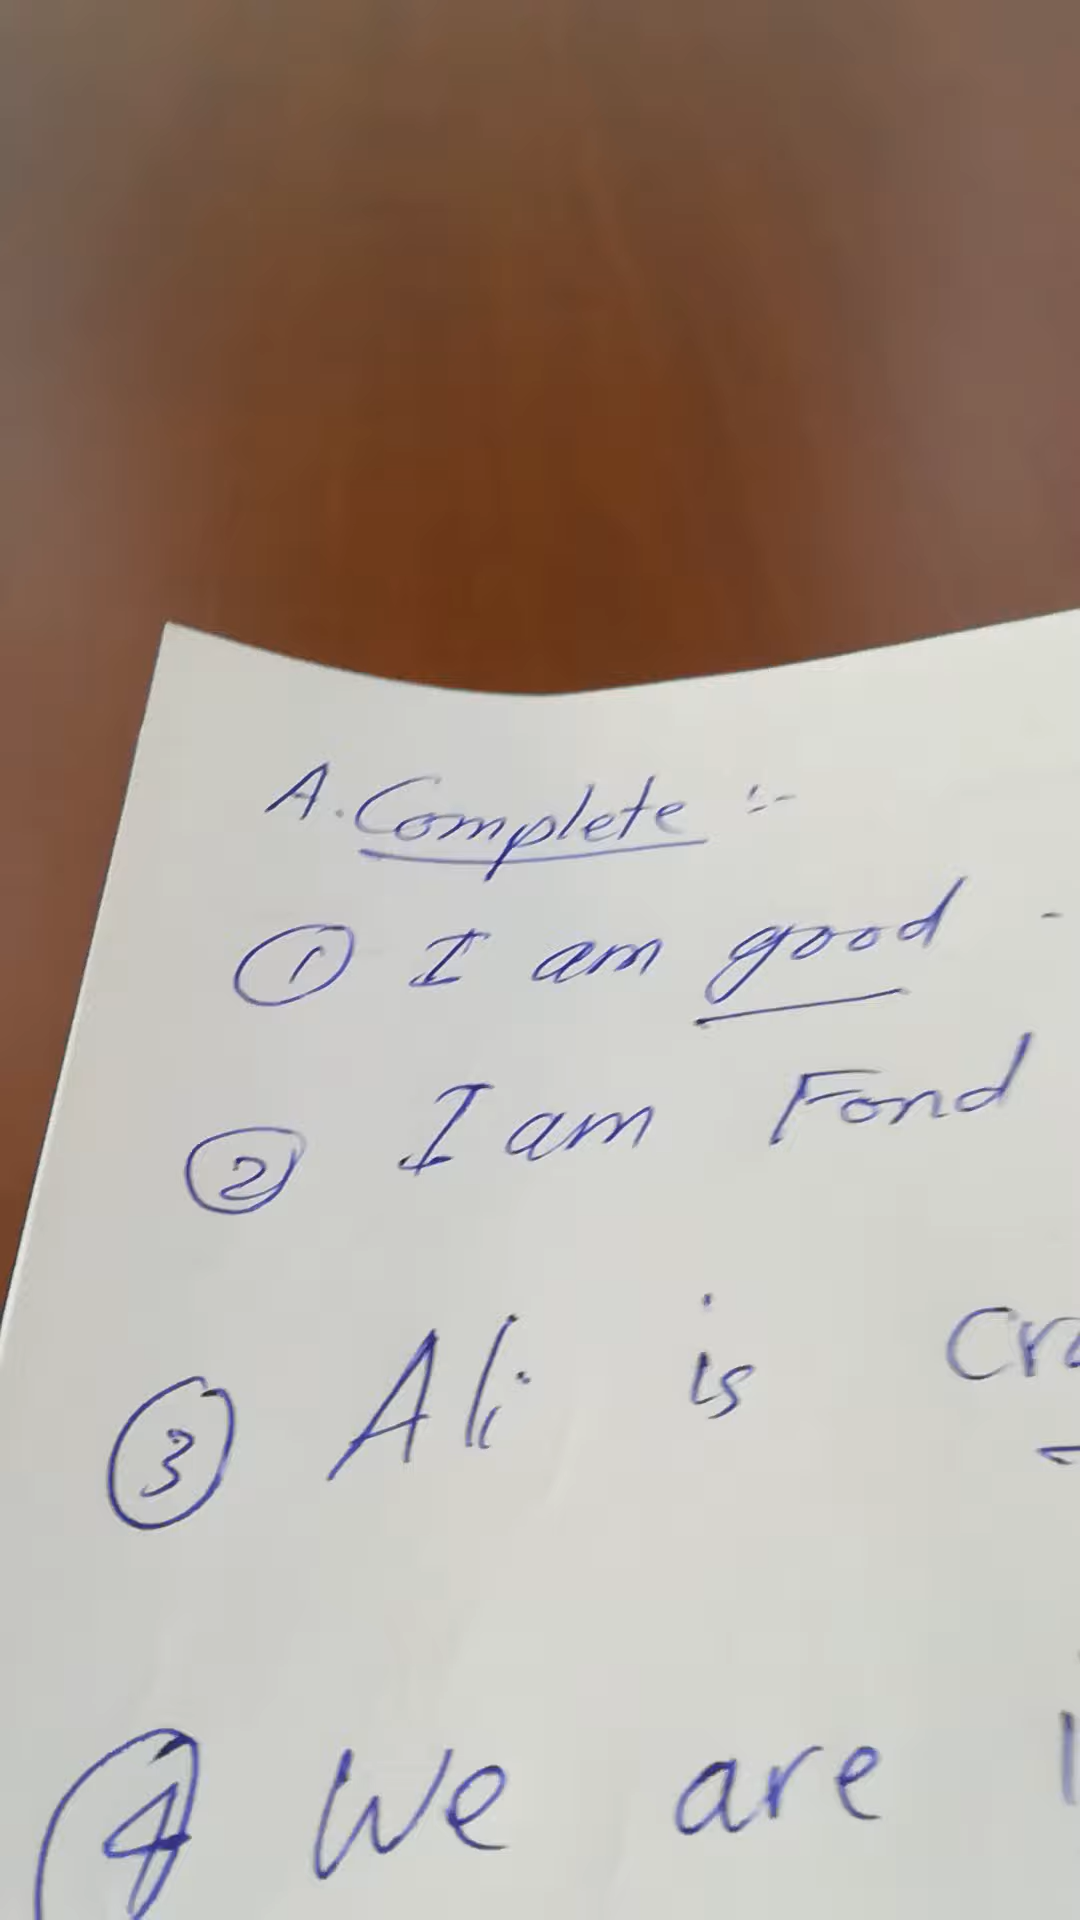 A. Complete :-
① I am good -
② I am Fond
③ Ali is
④ We are